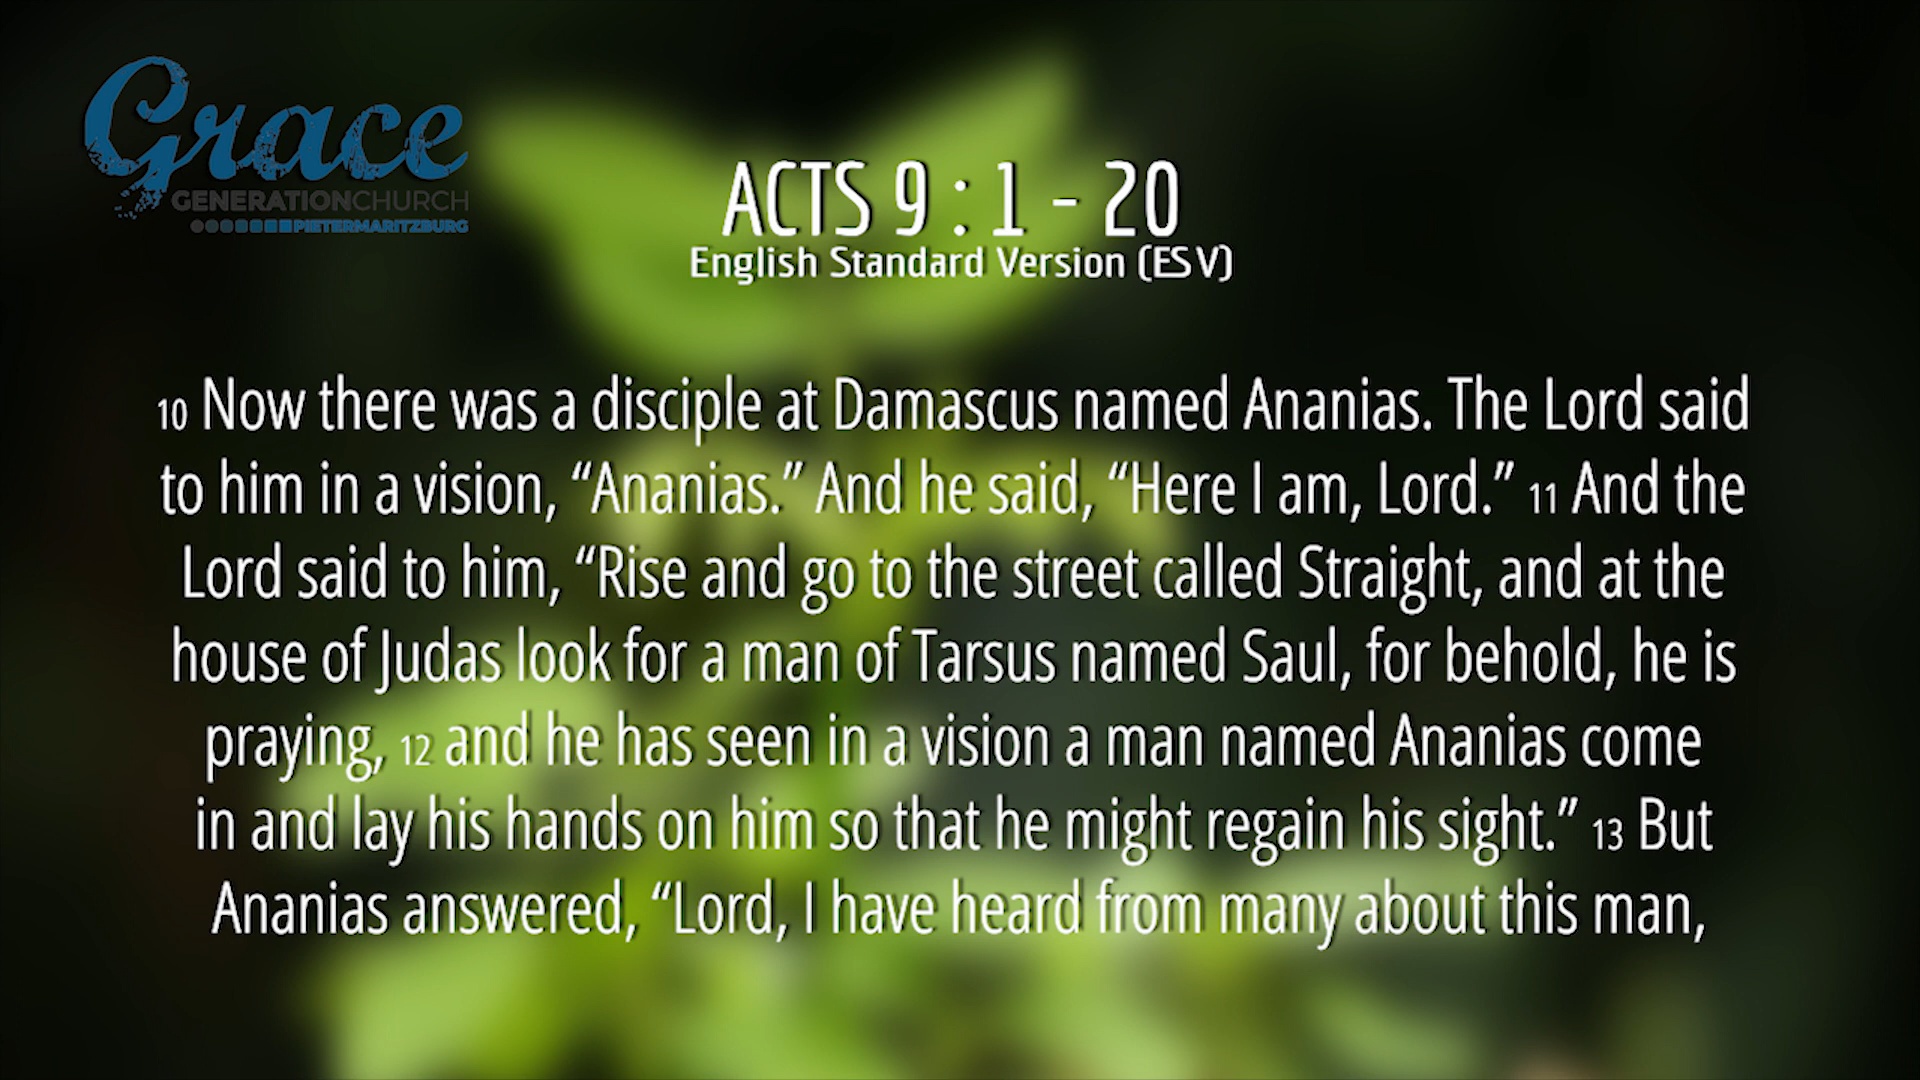 Grace
GENERATIONCHURCH
PIETERMARITZBURG
ACTS 9 : 1 - 20
English Standard Version (ESV)
10 Now there was a disciple at Damascus named Ananias. The Lord said
to him in a vision, “Ananias.” And he said, “Here I am, Lord.” 11 And the
Lord said to him, “Rise and go to the street called Straight, and at the
house of Judas look for a man of Tarsus named Saul, for behold, he is
praying, 12 and he has seen in a vision a man named Ananias come
in and lay his hands on him so that he might regain his sight.” 13 But
Ananias answered, “Lord, I have heard from many about this man,